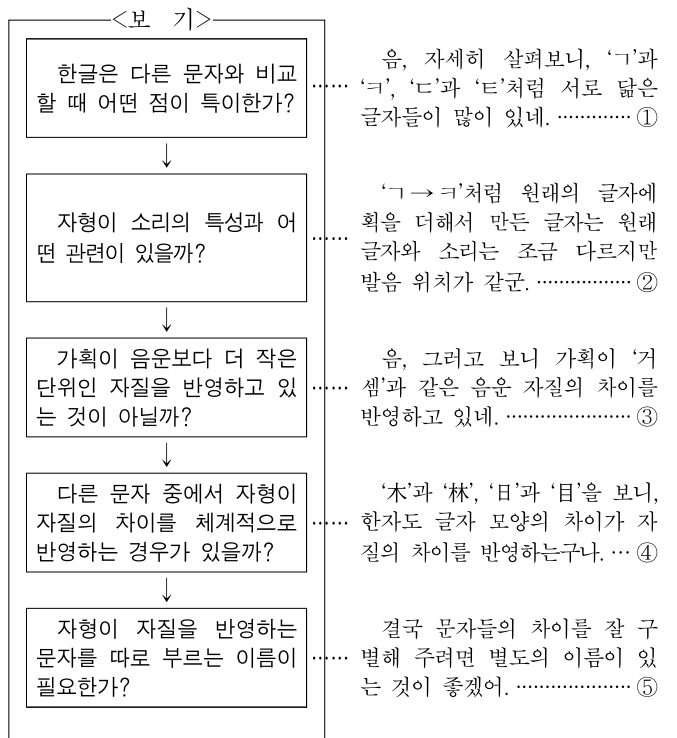 <보 기>
한글은 다른 문자와 비교
할 때 어떤 점이 특이한가?
…… 음, 자세히 살펴보니, ‘ㄱ’과
‘ㅋ’, ‘ㄷ’과 ‘ㅌ’처럼 서로 닮은
글자들이 많이 있네. ………… ①
↓
자형이 소리의 특성과 어
떤 관련이 있을까?
…… ‘ㄱ → ㅋ’처럼 원래의 글자에
획을 더해서 만든 글자는 원래
글자와 소리는 조금 다르지만
발음 위치가 같군. ……………… ②
↓
가획이 음운보다 더 작은
단위인 자질을 반영하고 있
는 것이 아닐까?
…… 음, 그러고 보니 가획이 ‘거
셈’과 같은 음운 자질의 차이를
반영하고 있네. ………………… ③
↓
다른 문자 중에서 자형이
자질의 차이를 체계적으로
반영하는 경우가 있을까?
…… ‘木’과 ‘林’, ‘日’과 ‘目’을 보니,
한자도 글자 모양의 차이가 자
질의 차이를 반영하는구나. … ④
↓
자형이 자질을 반영하는
문자를 따로 부르는 이름이
필요한가?
…… 결국 문자들의 차이를 잘 구
별해 주려면 별도의 이름이 있
는 것이 좋겠어. ………………… ⑤